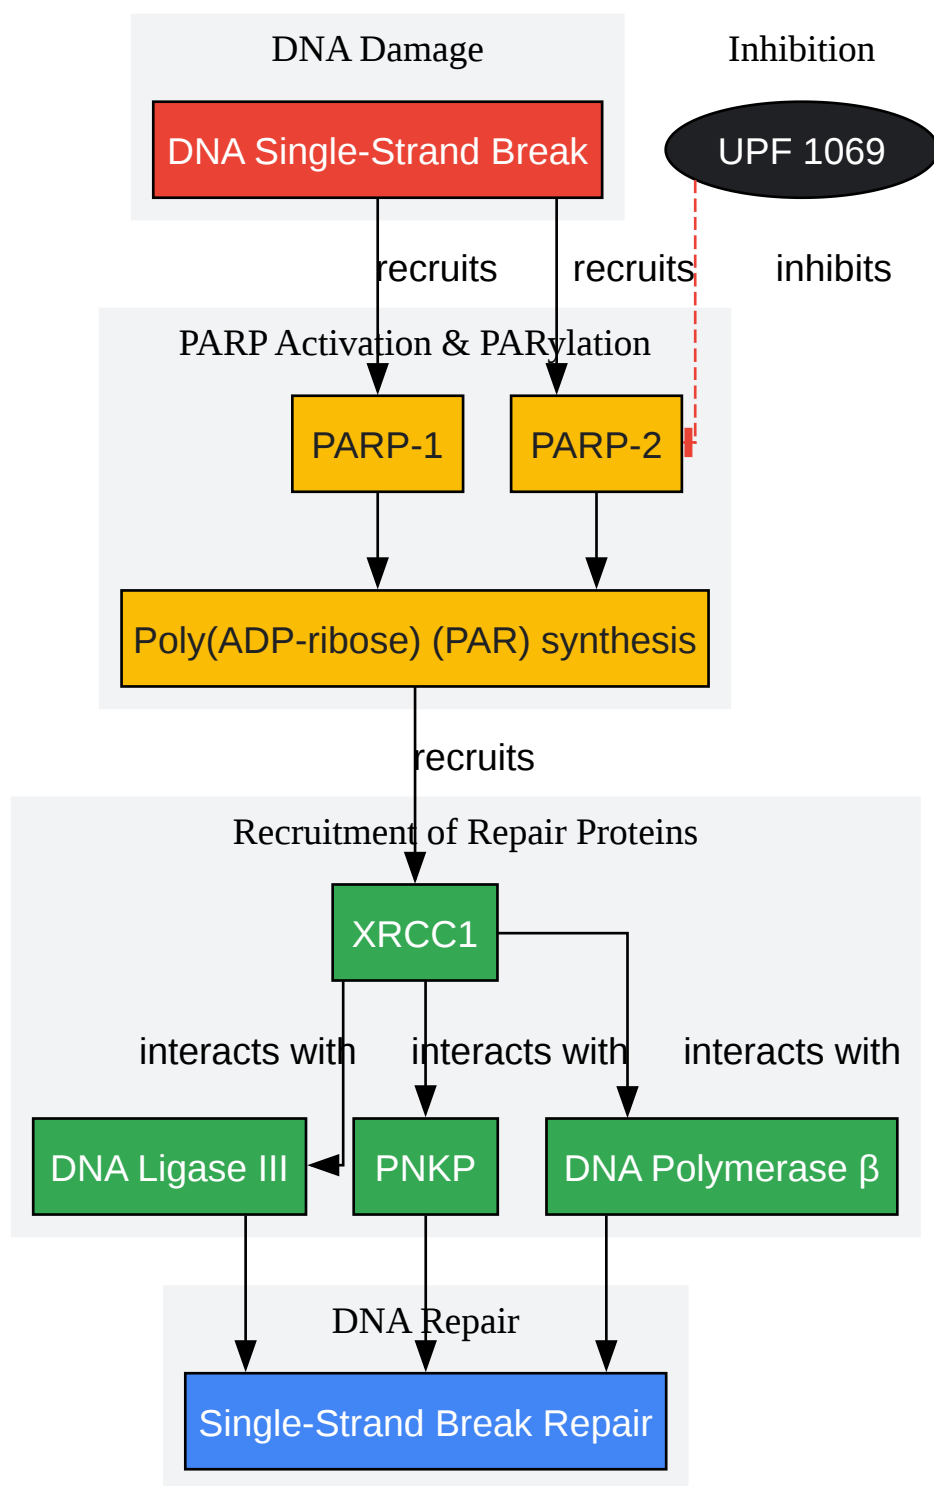 DNA Damage
Inhibition
DNA Single-Strand Break
UPF 1069
recruits
recruits
inhibits
PARP Activation & PARylation
PARP-1
PARP-2
Poly(ADP-ribose) (PAR) synthesis
recruits
Recruitment of Repair Proteins
XRCC1
interacts with
interacts with
interacts with
DNA Ligase III
PNKP
DNA Polymerase β
DNA Repair
Single-Strand Break Repair